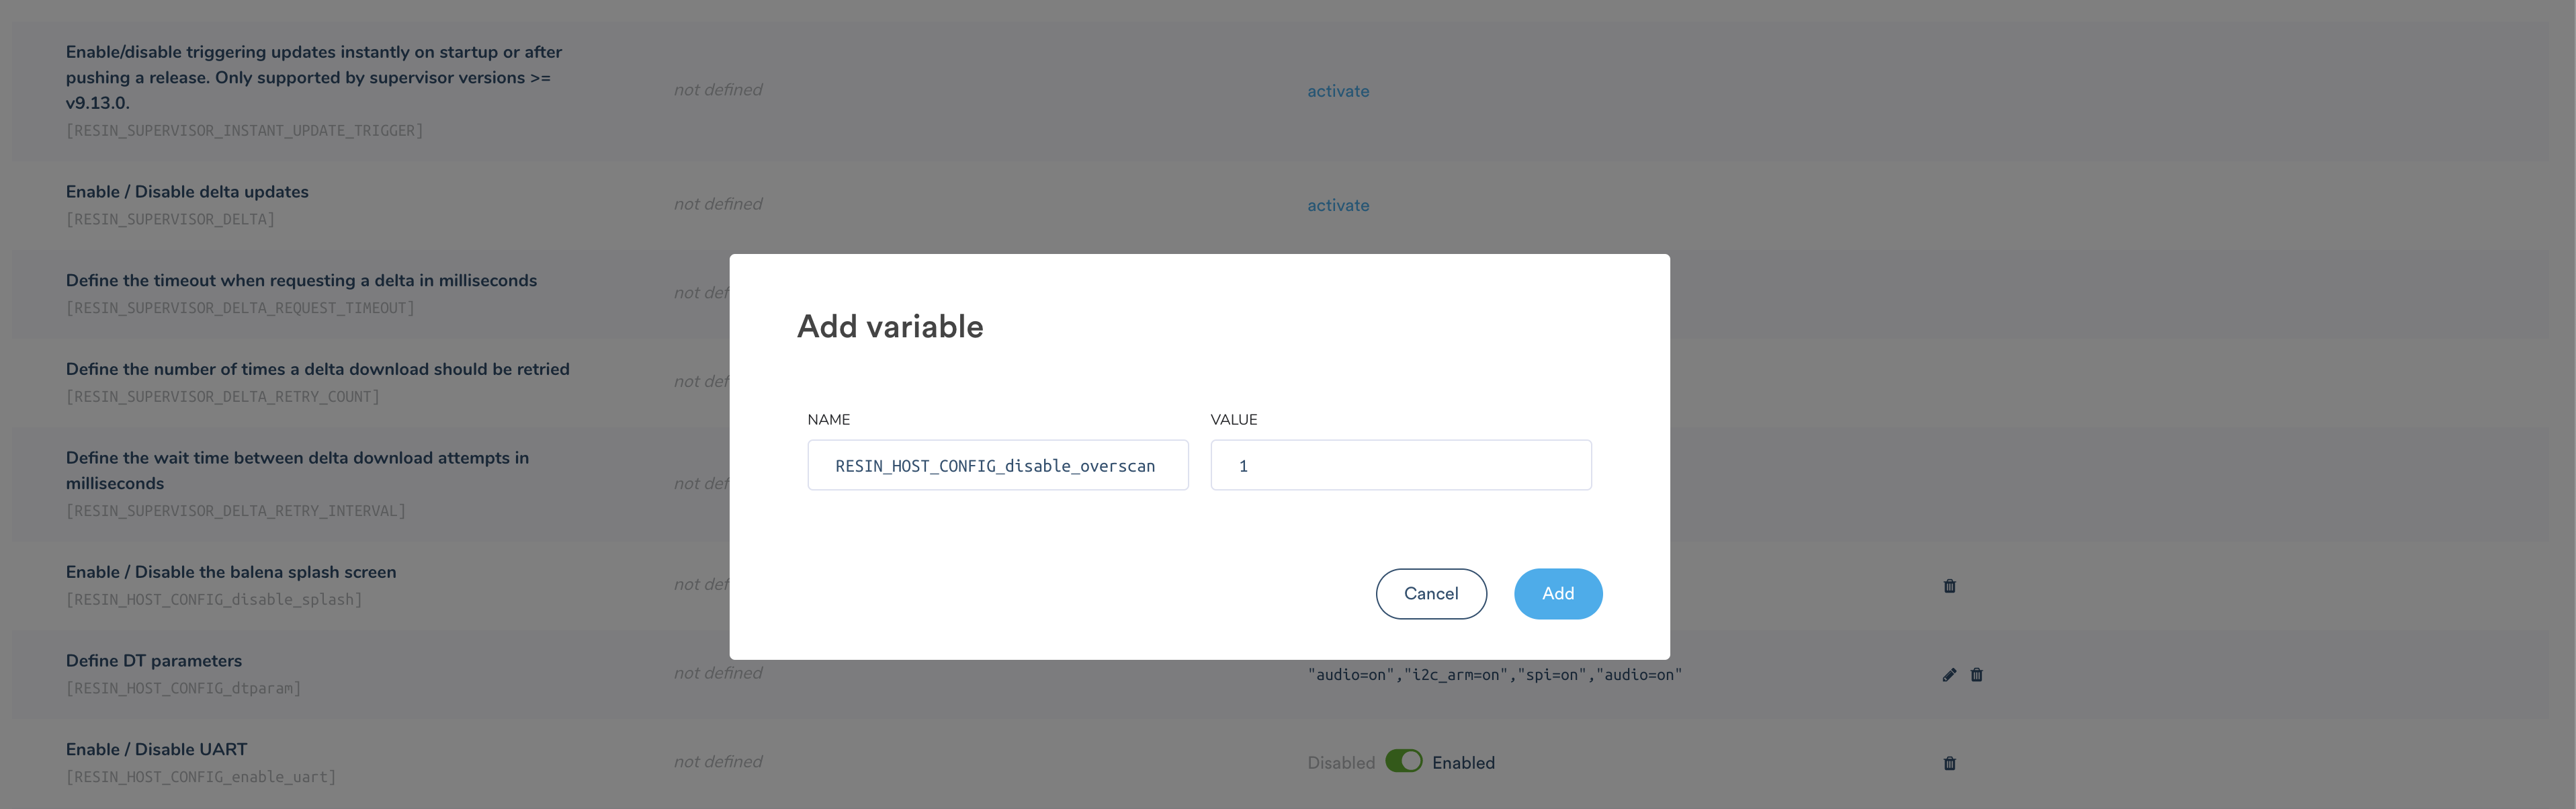 Enable/disable triggering updates instantly on startup or after
pushing a release. Only supported by supervisor versions >=
v9.13.0.
[RESIN_SUPERVISOR_INSTANT_UPDATE_TRIGGER]
not defined
activate
Enable / Disable delta updates
[RESIN_SUPERVISOR_DELTA]
not defined
activate
Define the timeout when requesting a delta in milliseconds
[RESIN_SUPERVISOR_DELTA_REQUEST_TIMEOUT]
not def
Define the number of times a delta download should be retried
[RESIN_SUPERVISOR_DELTA_RETRY_COUNT]
not def
Define the wait time between delta download attempts in
milliseconds
[RESIN_SUPERVISOR_DELTA_RETRY_INTERVAL]
not def
Enable / Disable the balena splash screen
[RESIN_HOST_CONFIG_disable_splash]
not def
Define DT parameters
[RESIN_HOST_CONFIG_dtparam]
not defined
"audio=on","i2c_arm=on","spi=on","audio=on"
Enable / Disable UART
[RESIN_HOST_CONFIG_enable_uart]
not defined
Disabled Enabled
Add variable
NAME
RESIN_HOST_CONFIG_disable_overscan
VALUE
1
Cancel
Add